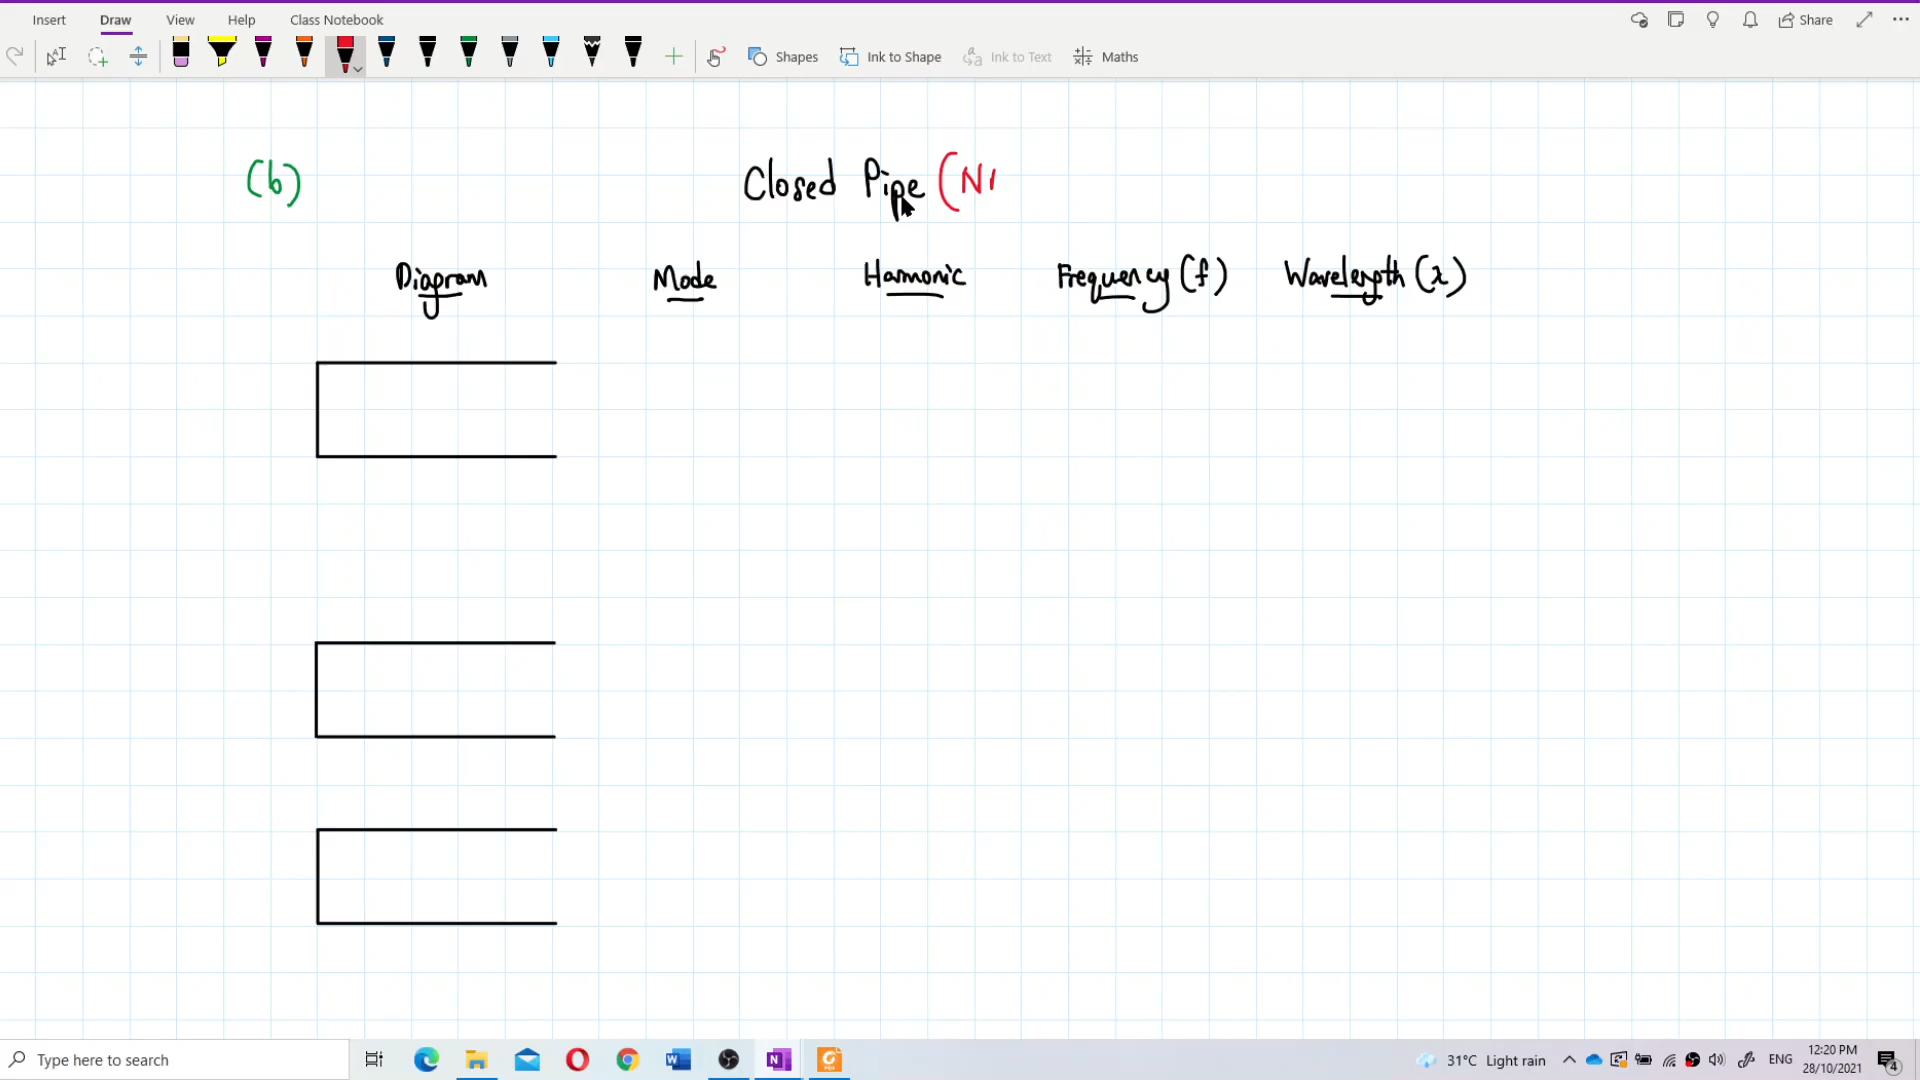 Insert Draw View Help Class Notebook Share
Shapes Ink to Shape Ink to Text Maths
(b) Closed Pipe (N
Diagram Mode Harmonic Frequency (f) Wavelength (λ)
Type here to search 31°C Light rain ENG 12:20 PM
28/10/2021 4